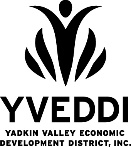 YVEDDI
YADKIN VALLEY ECONOMIC
DEVELOPMENT DISTRICT, INC.